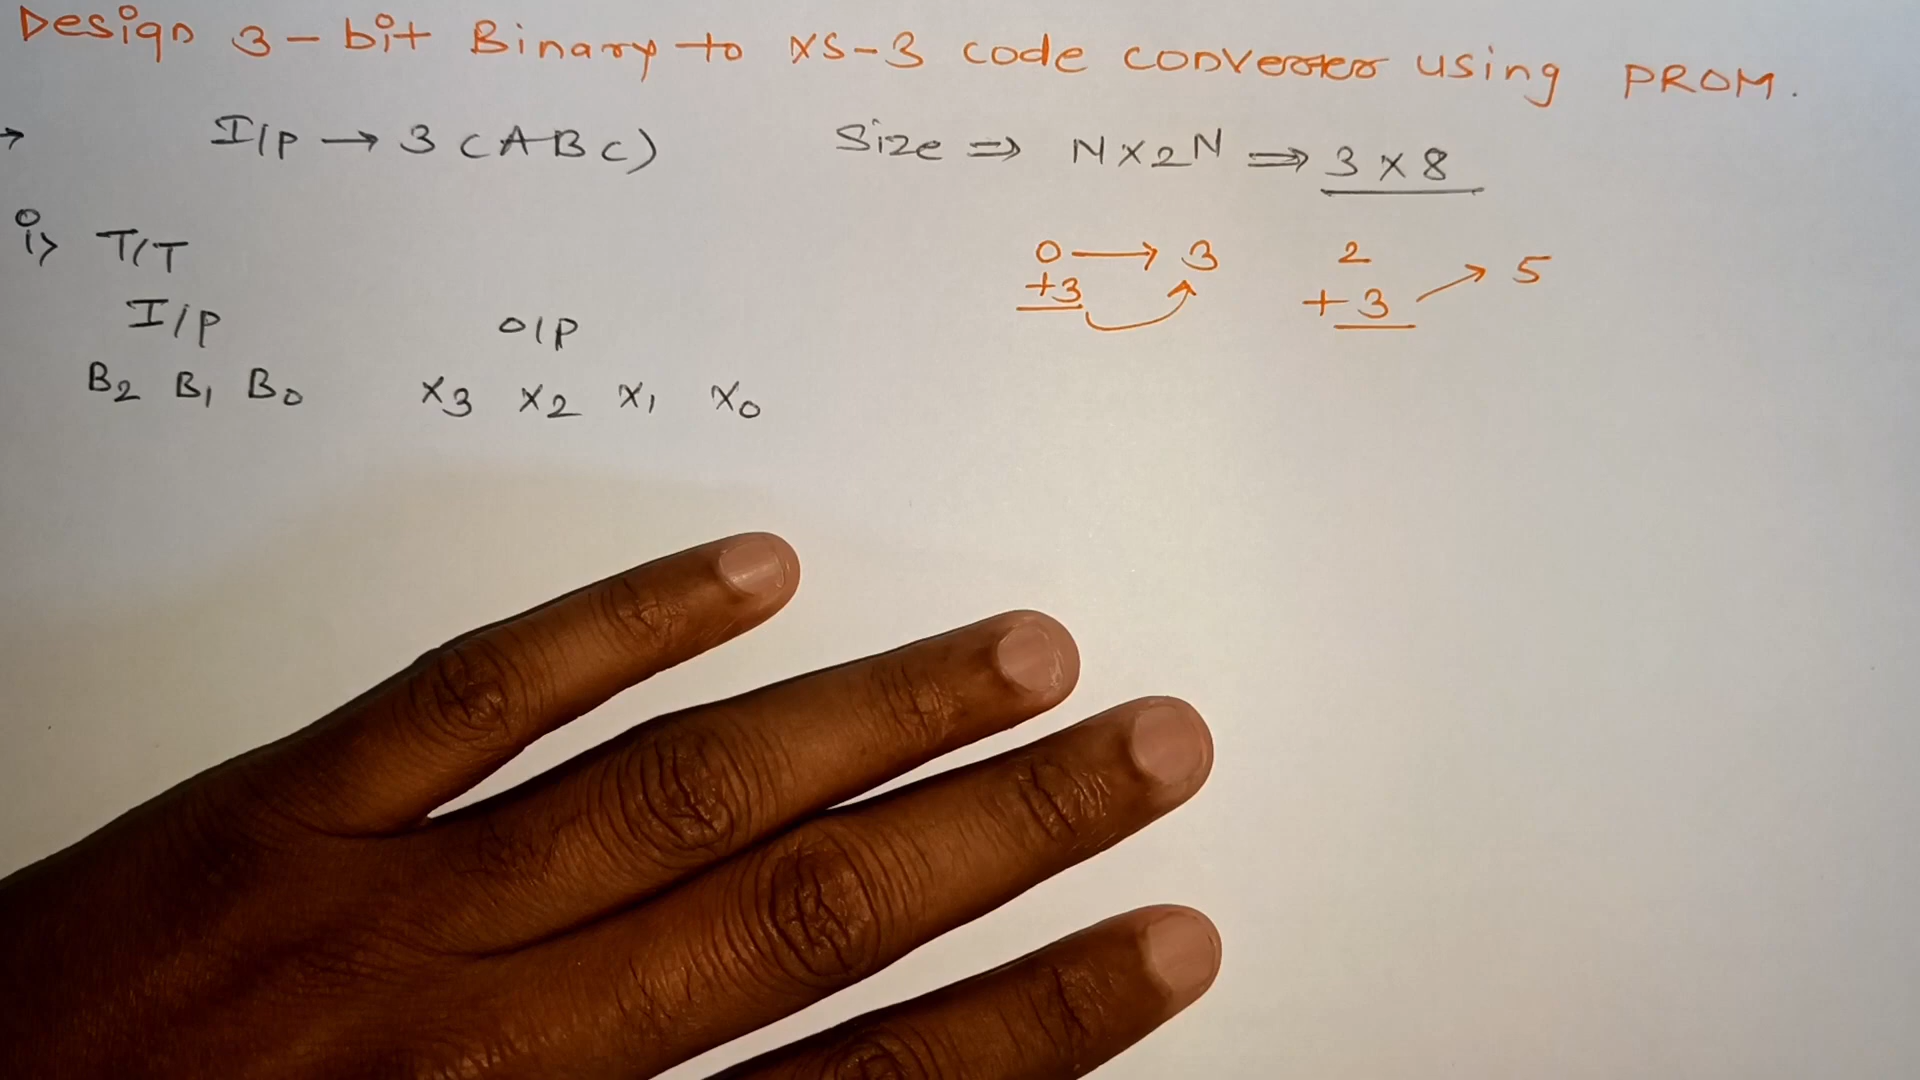 Design 3-bit Binary to XS-3 code converter using PROM.
→ I/p → 3 (ABC) Size ⇒ N×2N ⇒ 3×8
i> T/T
0 → 3 2
+3 +3 → 5
I/p O/P
B2 B1 B0 X3 X2 X1 X0